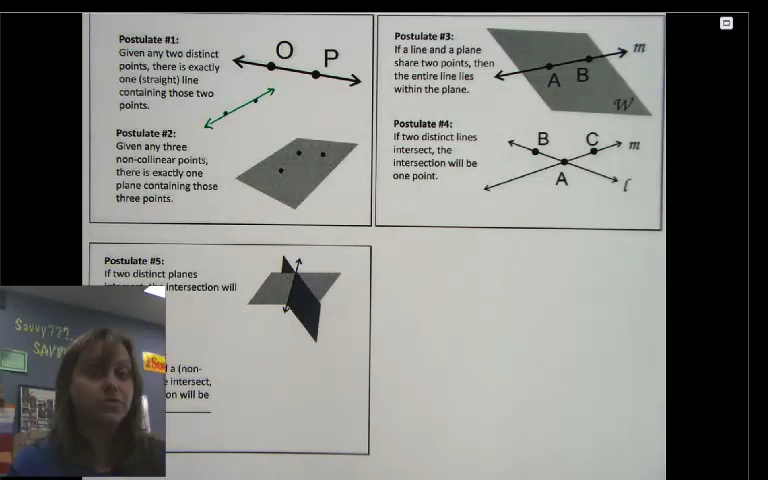 Postulate #1:
Given any two distinct
points, there is exactly
one (straight) line
containing those two
points.
O P
Postulate #2:
Given any three
non-collinear points,
there is exactly one
plane containing those
three points.
Postulate #3:
If a line and a plane
share two points, then
the entire line lies
within the plane.
m
A B
W
Postulate #4:
If two distinct lines
intersect, the
intersection will be
one point.
B C m
A
l
Postulate #5:
If two distinct planes
intersection will
a (non-
intersect,
will be
Savvy???